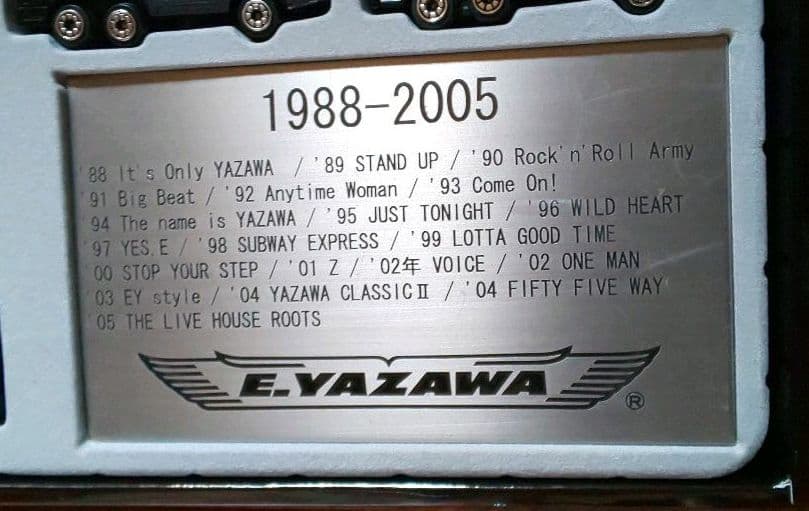 1988-2005
'88 It's Only YAZAWA / '89 STAND UP / '90 Rock'n'Roll Army
'91 Big Beat / '92 Anytime Woman / '93 Come On!
'94 The name is YAZAWA / '95 JUST TONIGHT / '96 WILD HEART
'97 YES.E / '98 SUBWAY EXPRESS / '99 LOTTA GOOD TIME
'00 STOP YOUR STEP / '01 Z / '02年 VOICE / '02 ONE MAN
'03 EY style / '04 YAZAWA CLASSICⅡ / '04 FIFTY FIVE WAY
'05 THE LIVE HOUSE ROOTS
E.YAZAWA ®